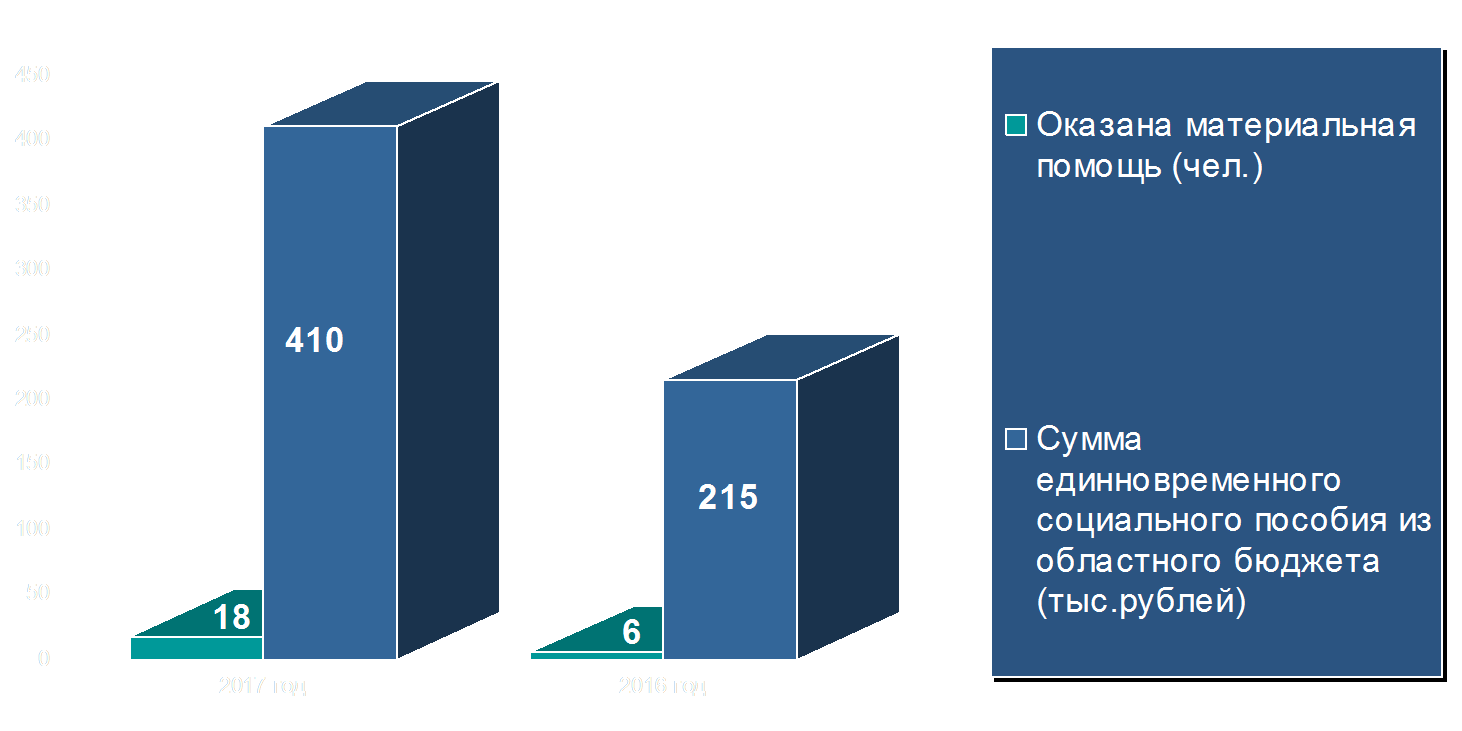 450
400
350
300
250
200
150
100
50
0
410
18
215
6
2017 год
2016 год
Оказана материальная
помощь (чел.)
Сумма
единновременного
социального пособия из
областного бюджета
(тыс.рублей)